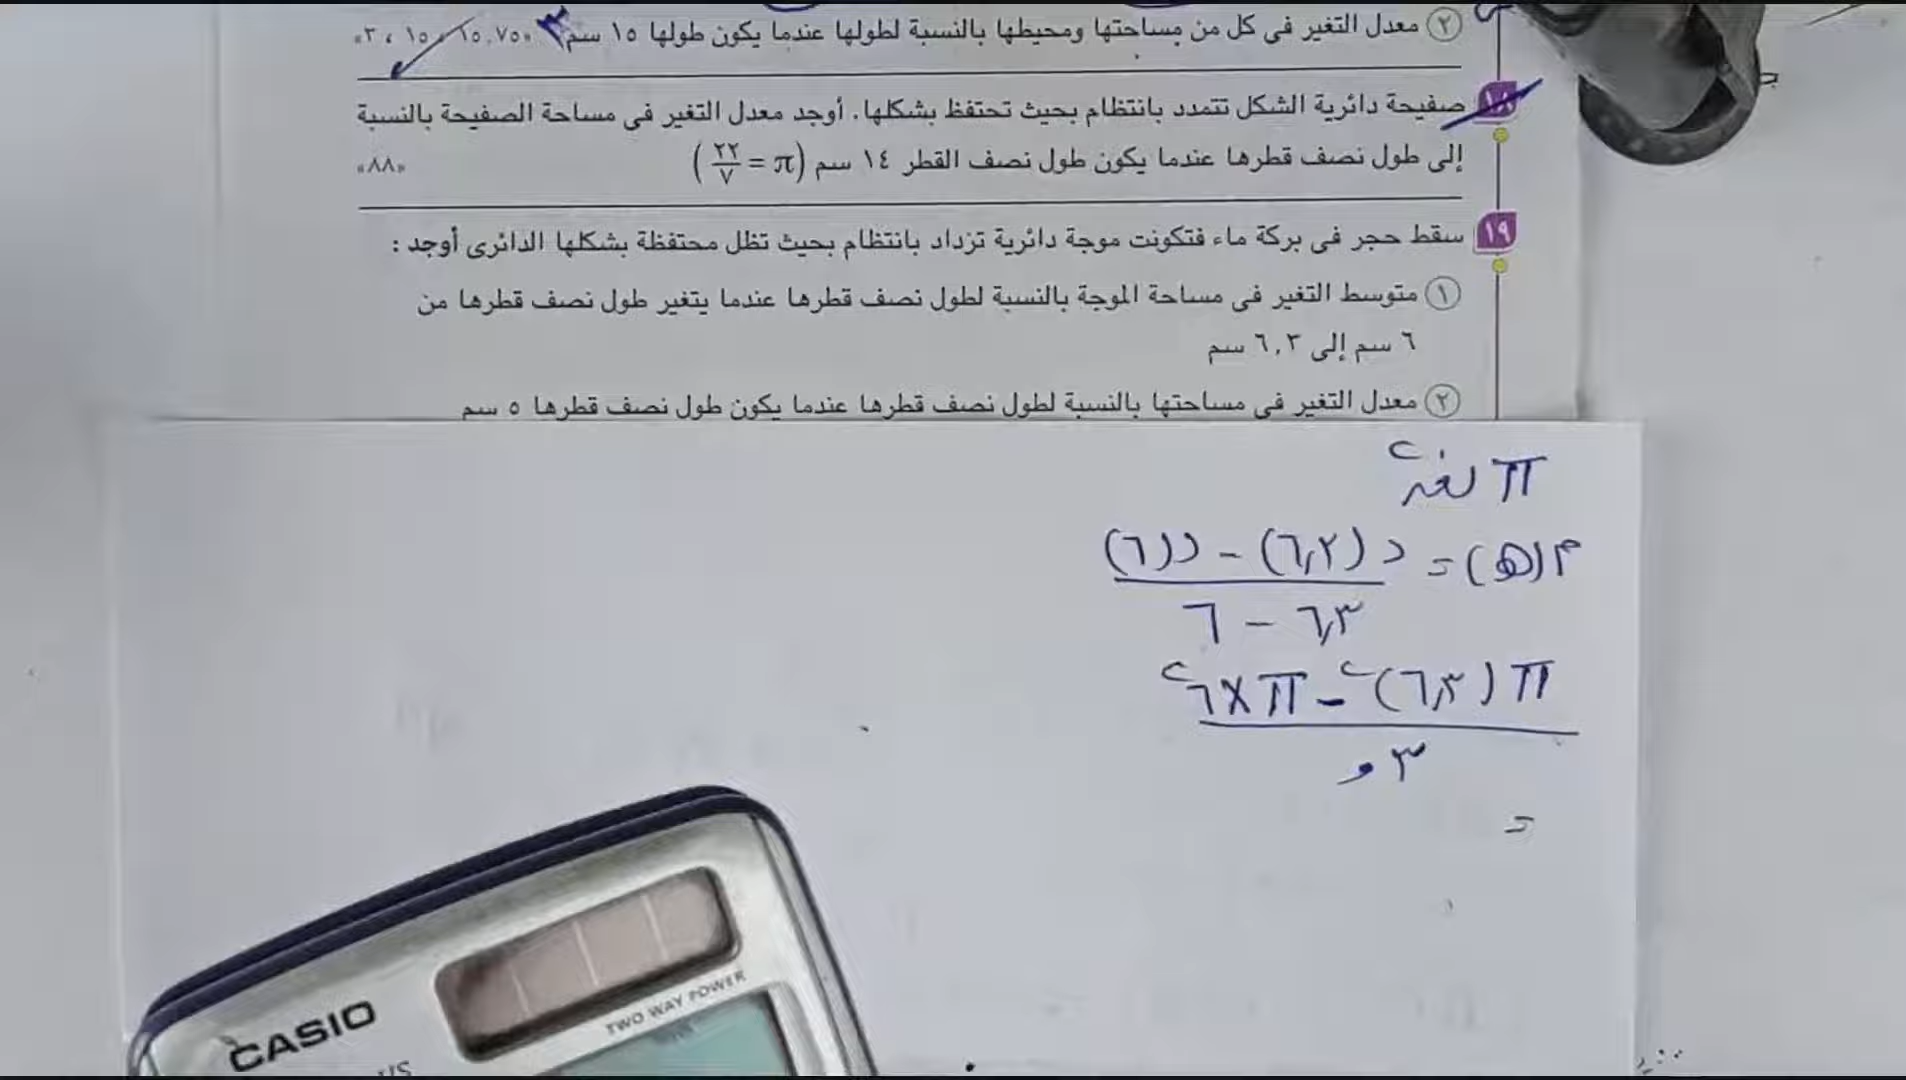 ② معدل التغير فى كل من مساحتها ومحيطها بالنسبة لطولها عندما يكون طولها ١٥ سم «١٥,٧٥ ، ١٥ ، ٣»
١٨ صفيحة دائرية الشكل تتمدد بانتظام بحيث تحتفظ بشكلها. أوجد معدل التغير فى مساحة الصفيحة بالنسبة
إلى طول نصف قطرها عندما يكون طول نصف القطر ١٤ سم (π = ٢٢/٧) «٨٨»
١٩ سقط حجر فى بركة ماء فتكونت موجة دائرية تزداد بانتظام بحيث تظل محتفظة بشكلها الدائرى أوجد :
① متوسط التغير فى مساحة الموجة بالنسبة لطول نصف قطرها عندما يتغير طول نصف قطرها من
٦ سم إلى ٦,٣ سم
② معدل التغير فى مساحتها بالنسبة لطول نصف قطرها عندما يكون طول نصف قطرها ٥ سم
π نق²
م(ھ) = د(٦,٣) - د(٦)
٦,٣ - ٦
π(٦,٣)² - π×٦²
٣,
=
CASIO
TWO WAY POWER